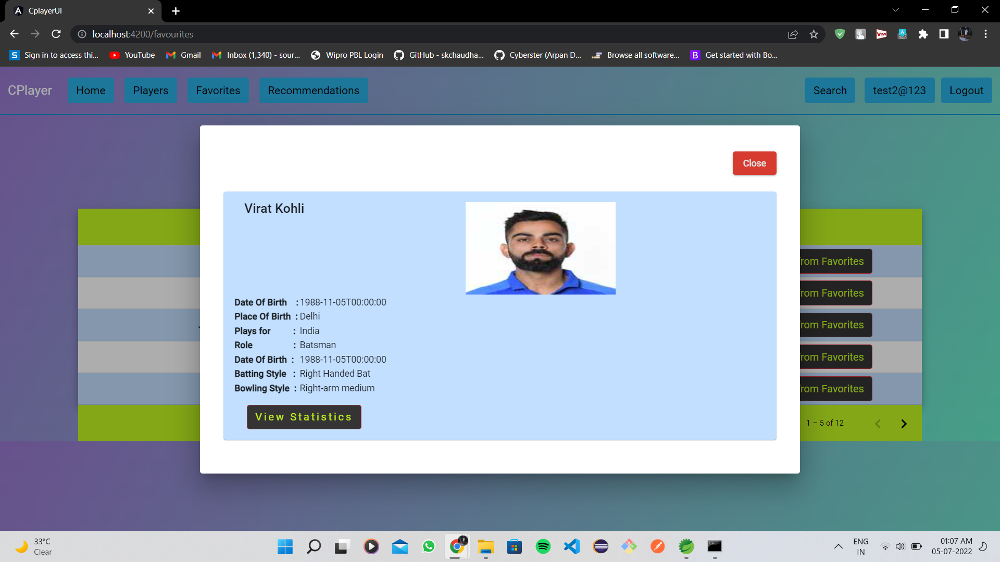 CplayerUI
localhost:4200/favourites
Sign in to access thi... YouTube Gmail Inbox (1,340) - sour... Wipro PBL Login GitHub - skchaudha... Cyberster (Arpan D... Browse all software... B Get started with Bo...
CPlayer Home Players Favorites Recommendations Search test2@123 Logout
Close
Virat Kohli
Date Of Birth : 1988-11-05T00:00:00
Place Of Birth : Delhi
Plays for : India
Role : Batsman
Date Of Birth : 1988-11-05T00:00:00
Batting Style : Right Handed Bat
Bowling Style : Right-arm medium
View Statistics
from Favorites
from Favorites
from Favorites
from Favorites
from Favorites
1 – 5 of 12
33°C
Clear
ENG
IN
01:07 AM
05-07-2022